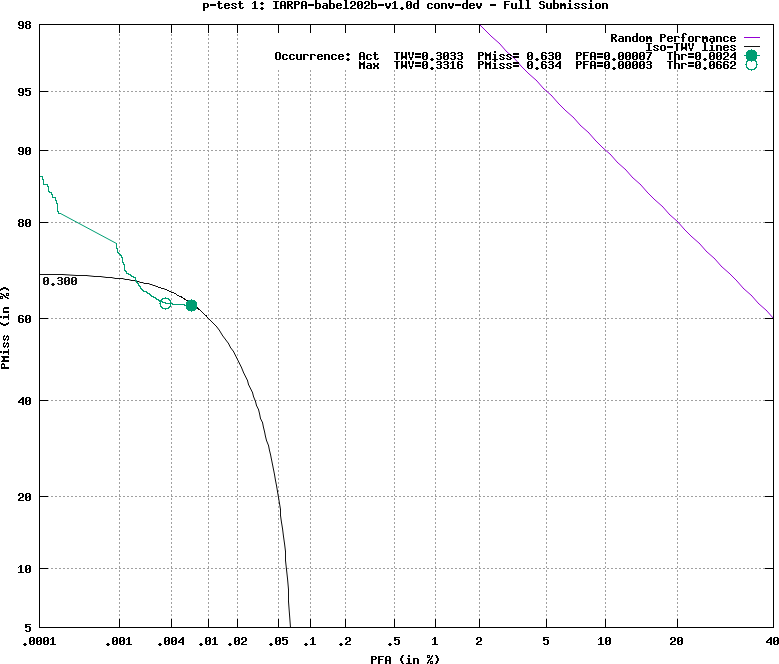 p-test 1: IARPA-babel202b-v1.0d conv-dev - Full Submission
98
Random Performance
Iso-TWV lines
Occurrence: Act TWV=0.3033 PMiss= 0.630 PFA=0.00007 Thr=0.0024
Max TWV=0.3316 PMiss= 0.634 PFA=0.00003 Thr=0.0662
95
90
80
0.300
60
40
20
10
5
PMiss (in %)
.0001 .001 .004 .01 .02 .05 .1 .2 .5 1 2 5 10 20 40
PFA (in %)